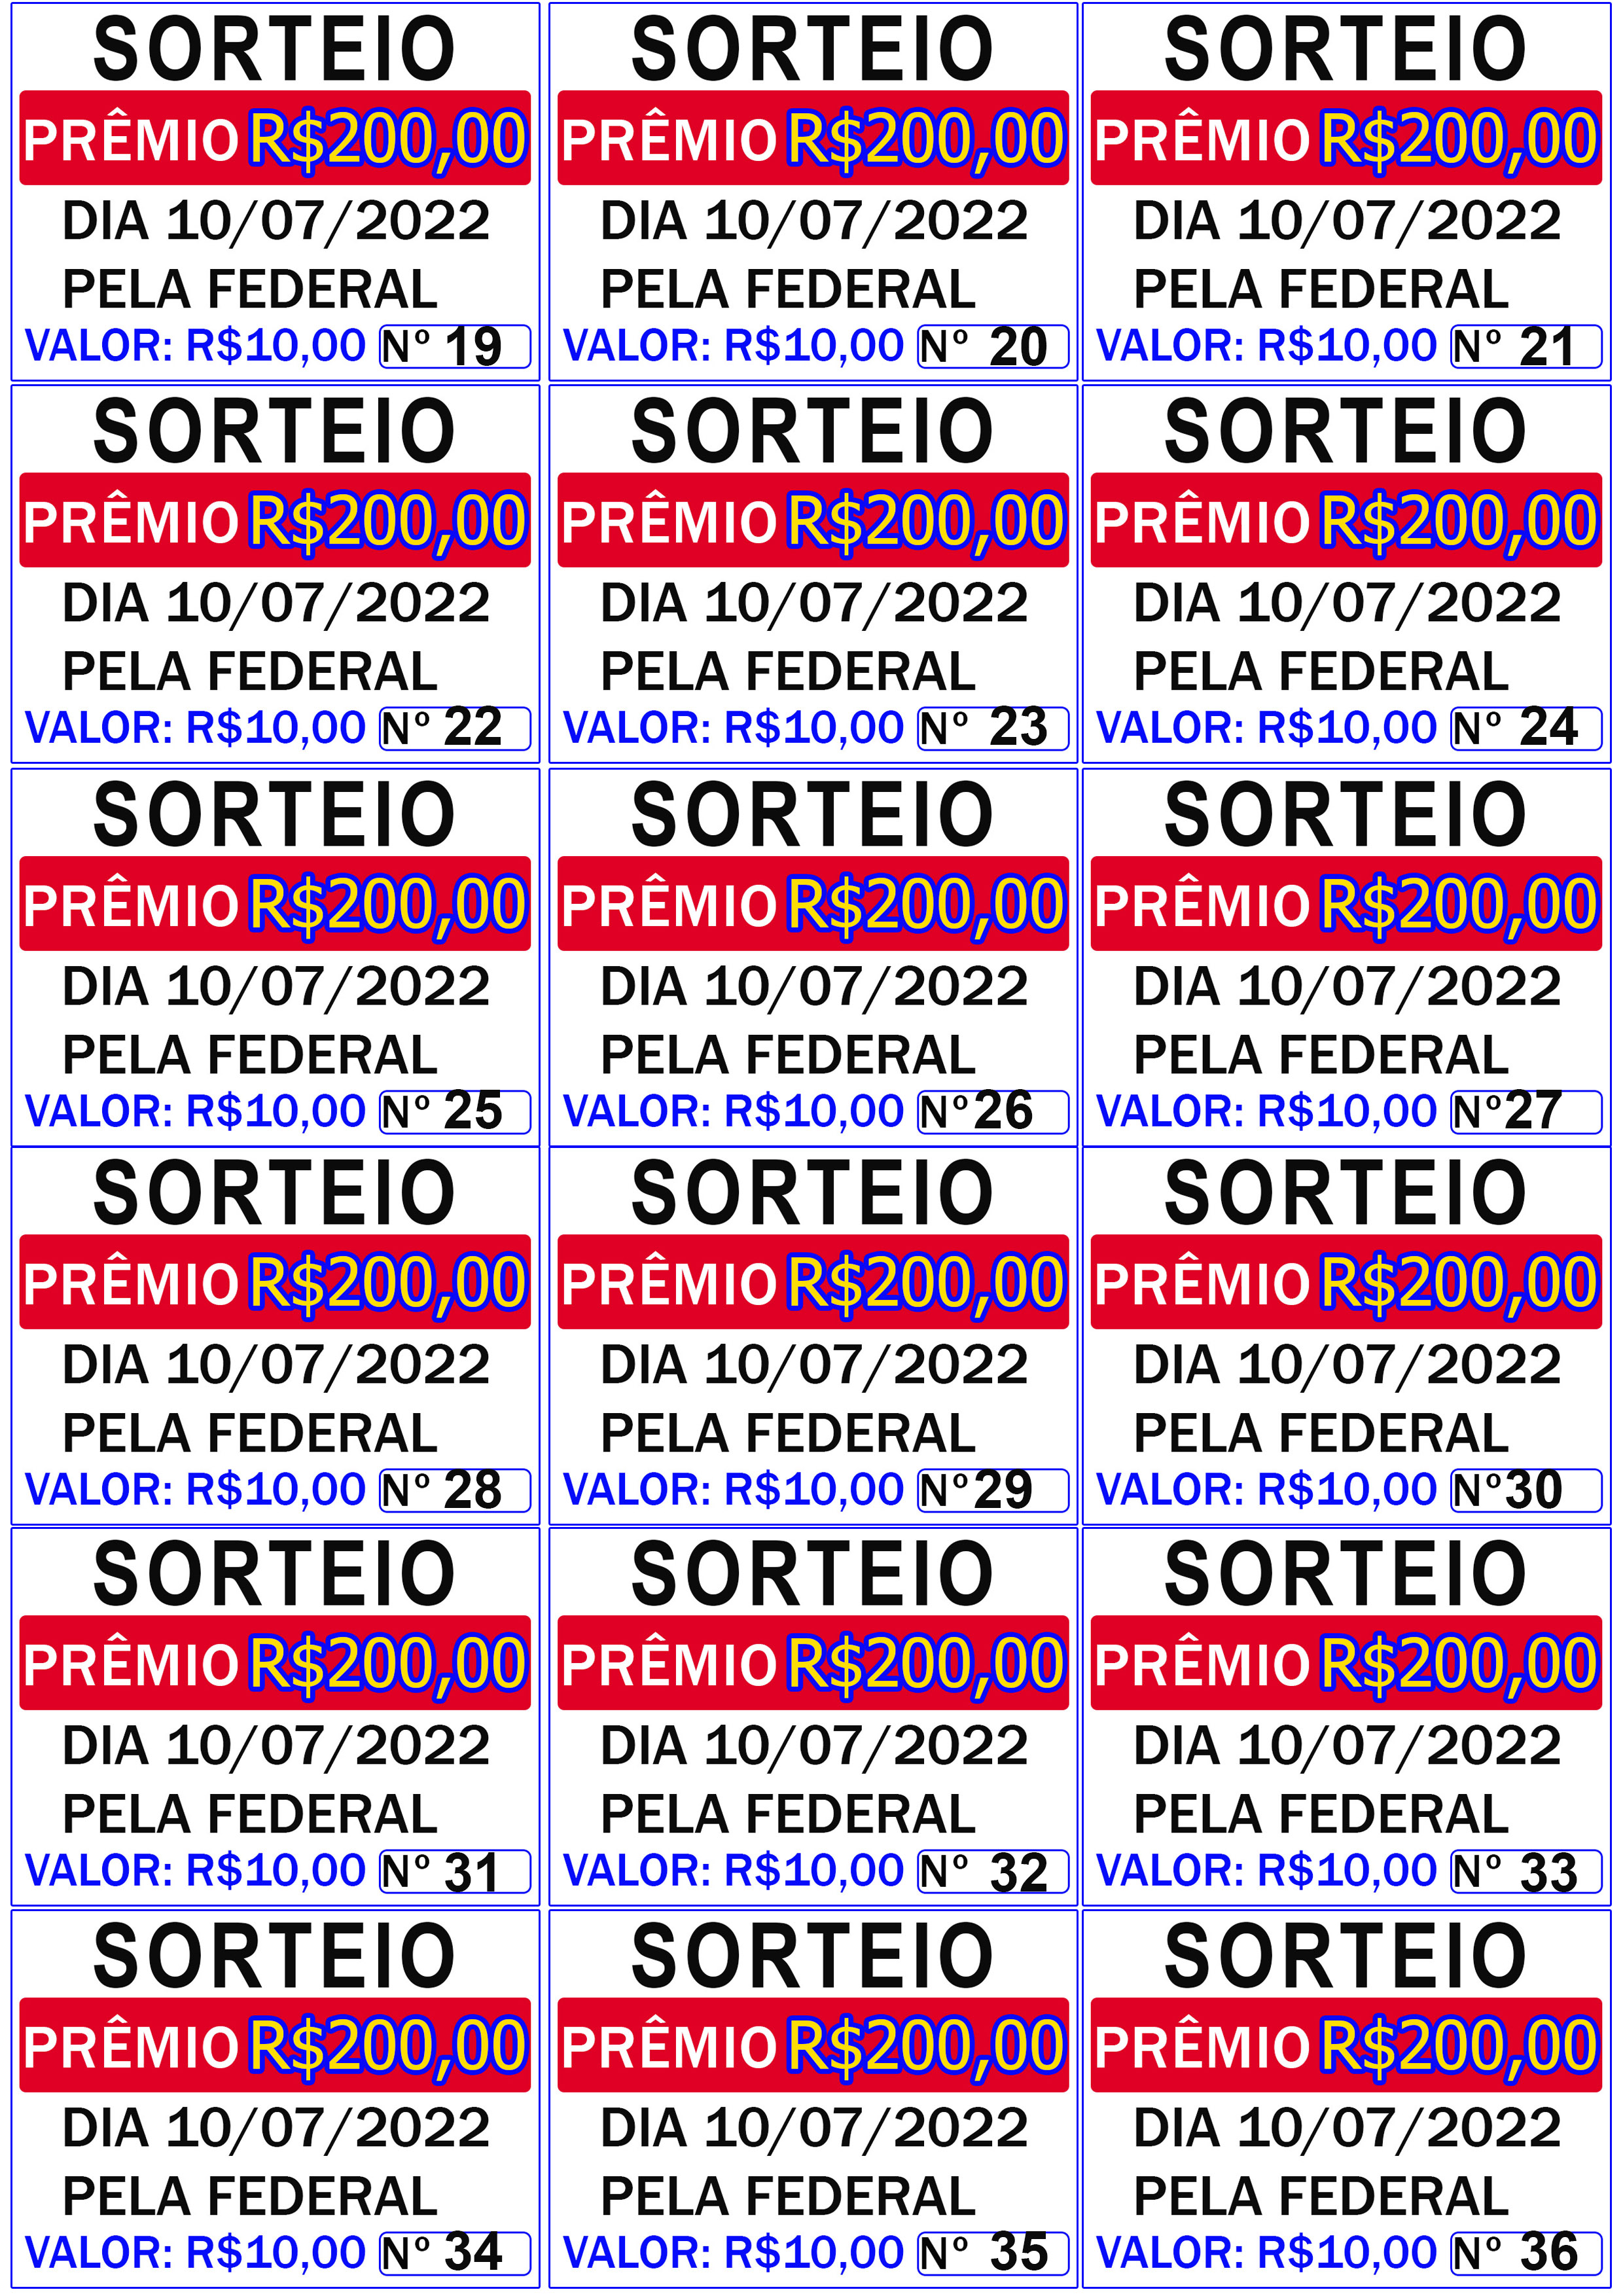 SORTEIO
PRÊMIO R$200,00
DIA 10/07/2022
PELA FEDERAL
VALOR: R$10,00 Nº 19
SORTEIO
PRÊMIO R$200,00
DIA 10/07/2022
PELA FEDERAL
VALOR: R$10,00 Nº 20
SORTEIO
PRÊMIO R$200,00
DIA 10/07/2022
PELA FEDERAL
VALOR: R$10,00 Nº 21
SORTEIO
PRÊMIO R$200,00
DIA 10/07/2022
PELA FEDERAL
VALOR: R$10,00 Nº 22
SORTEIO
PRÊMIO R$200,00
DIA 10/07/2022
PELA FEDERAL
VALOR: R$10,00 Nº 23
SORTEIO
PRÊMIO R$200,00
DIA 10/07/2022
PELA FEDERAL
VALOR: R$10,00 Nº 24
SORTEIO
PRÊMIO R$200,00
DIA 10/07/2022
PELA FEDERAL
VALOR: R$10,00 Nº 25
SORTEIO
PRÊMIO R$200,00
DIA 10/07/2022
PELA FEDERAL
VALOR: R$10,00 Nº26
SORTEIO
PRÊMIO R$200,00
DIA 10/07/2022
PELA FEDERAL
VALOR: R$10,00 Nº27
SORTEIO
PRÊMIO R$200,00
DIA 10/07/2022
PELA FEDERAL
VALOR: R$10,00 Nº 28
SORTEIO
PRÊMIO R$200,00
DIA 10/07/2022
PELA FEDERAL
VALOR: R$10,00 Nº29
SORTEIO
PRÊMIO R$200,00
DIA 10/07/2022
PELA FEDERAL
VALOR: R$10,00 Nº30
SORTEIO
PRÊMIO R$200,00
DIA 10/07/2022
PELA FEDERAL
VALOR: R$10,00 Nº 31
SORTEIO
PRÊMIO R$200,00
DIA 10/07/2022
PELA FEDERAL
VALOR: R$10,00 Nº 32
SORTEIO
PRÊMIO R$200,00
DIA 10/07/2022
PELA FEDERAL
VALOR: R$10,00 Nº 33
SORTEIO
PRÊMIO R$200,00
DIA 10/07/2022
PELA FEDERAL
VALOR: R$10,00 Nº 34
SORTEIO
PRÊMIO R$200,00
DIA 10/07/2022
PELA FEDERAL
VALOR: R$10,00 Nº 35
SORTEIO
PRÊMIO R$200,00
DIA 10/07/2022
PELA FEDERAL
VALOR: R$10,00 Nº 36